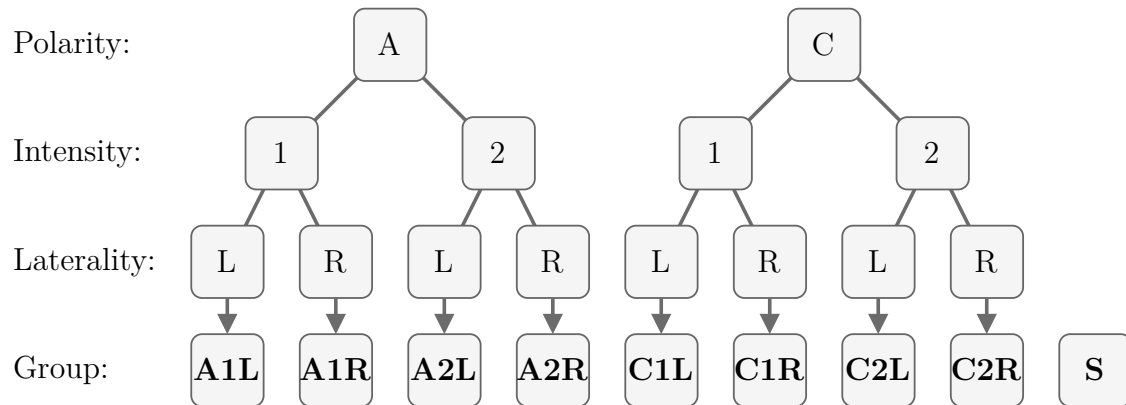 Polarity: A C
Intensity: 1 2 1 2
Laterality: L R L R L R L R
Group: A1L A1R A2L A2R C1L C1R C2L C2R S